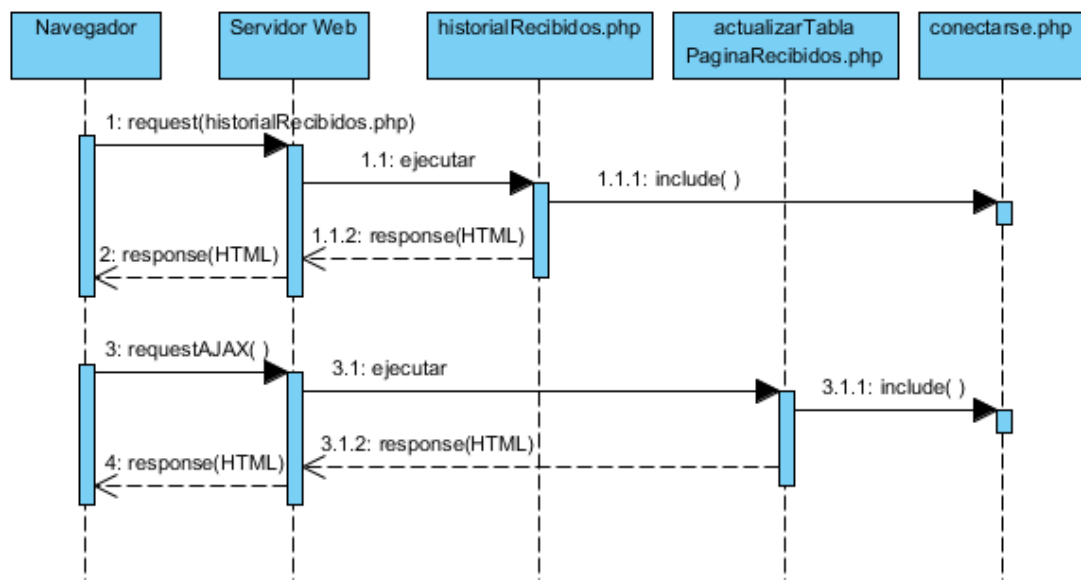 Navegador
Servidor Web
historialRecibidos.php
actualizarTabla
PaginaRecibidos.php
conectarse.php
1: request(historialRecibidos.php)
1.1: ejecutar
1.1.1: include( )
1.1.2: response(HTML)
2: response(HTML)
3: requestAJAX( )
3.1: ejecutar
3.1.1: include( )
3.1.2: response(HTML)
4: response(HTML)